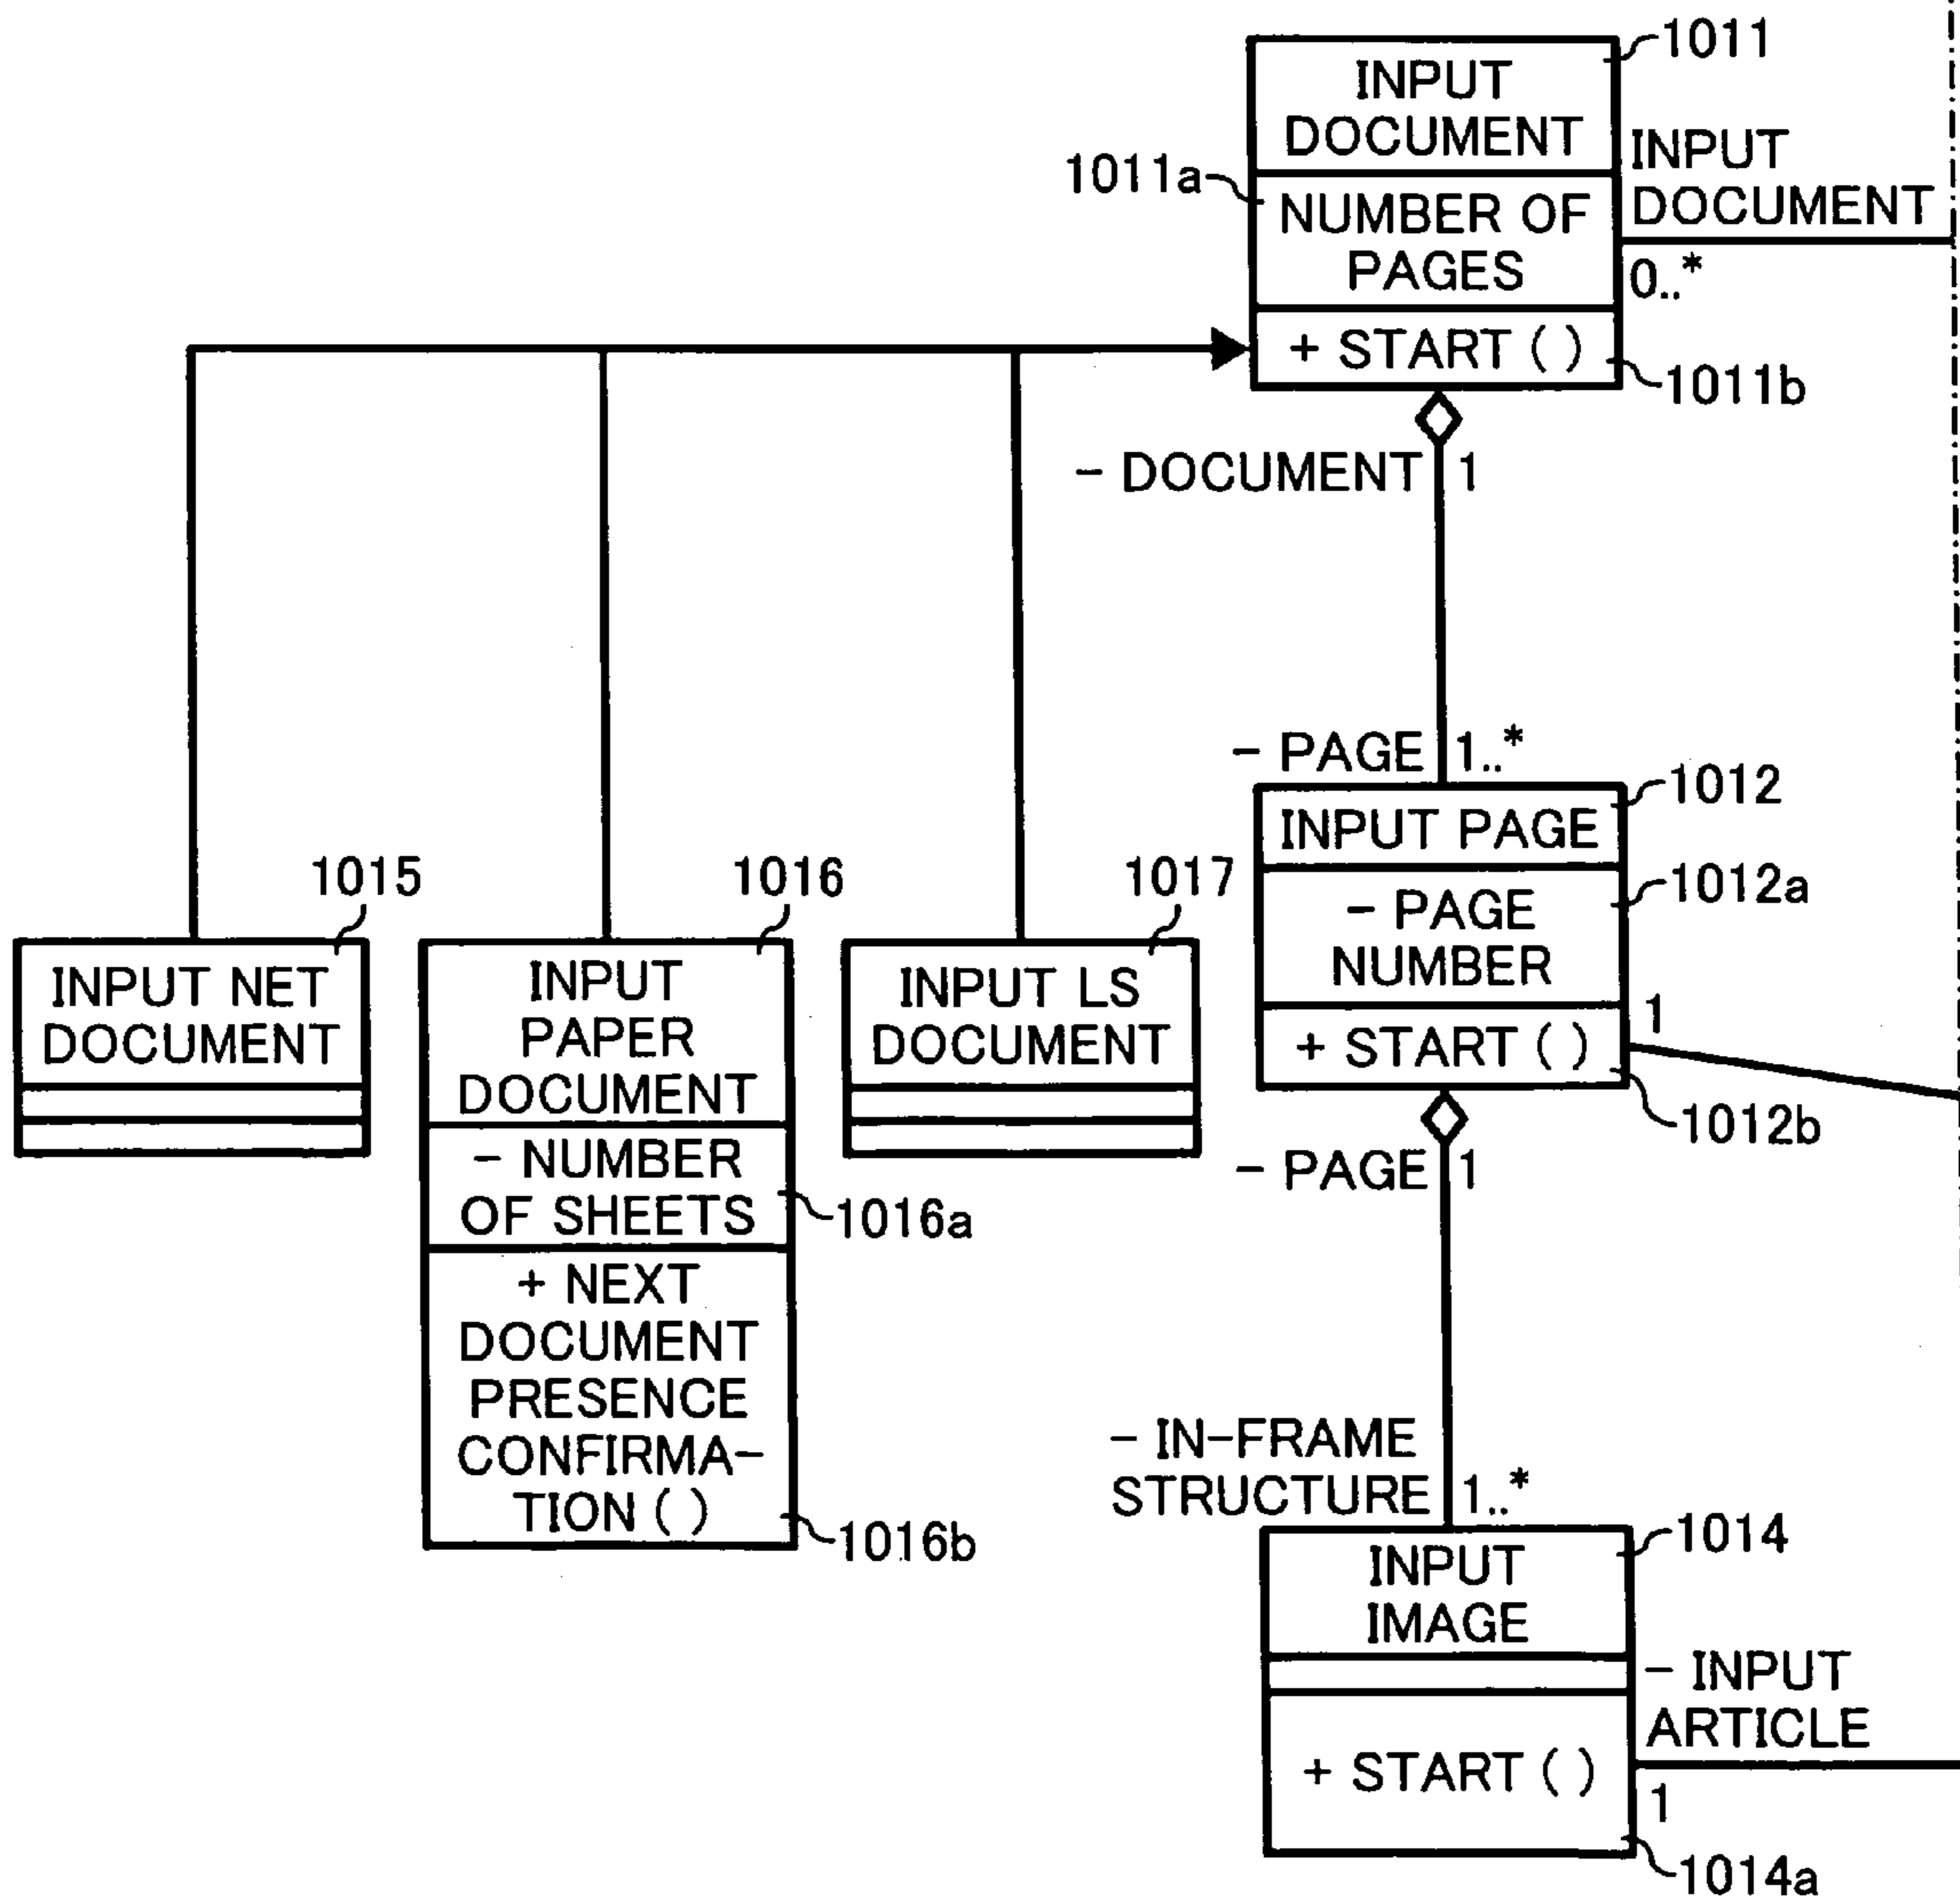 1011
INPUT
DOCUMENT
INPUT
DOCUMENT
1011a
NUMBER OF
PAGES
0..*
+ START ( )
1011b
- DOCUMENT
1
- PAGE
1..*
1012
INPUT PAGE
1012a
- PAGE
NUMBER
1
+ START ( )
1012b
1015
INPUT NET
DOCUMENT
1016
INPUT
PAPER
DOCUMENT
- NUMBER
OF SHEETS
1016a
+ NEXT
DOCUMENT
PRESENCE
CONFIRMA-
TION ( )
1016b
1017
INPUT LS
DOCUMENT
- PAGE
1
- IN-FRAME
STRUCTURE
1..*
1014
INPUT
IMAGE
- INPUT
ARTICLE
+ START ( )
1
1014a